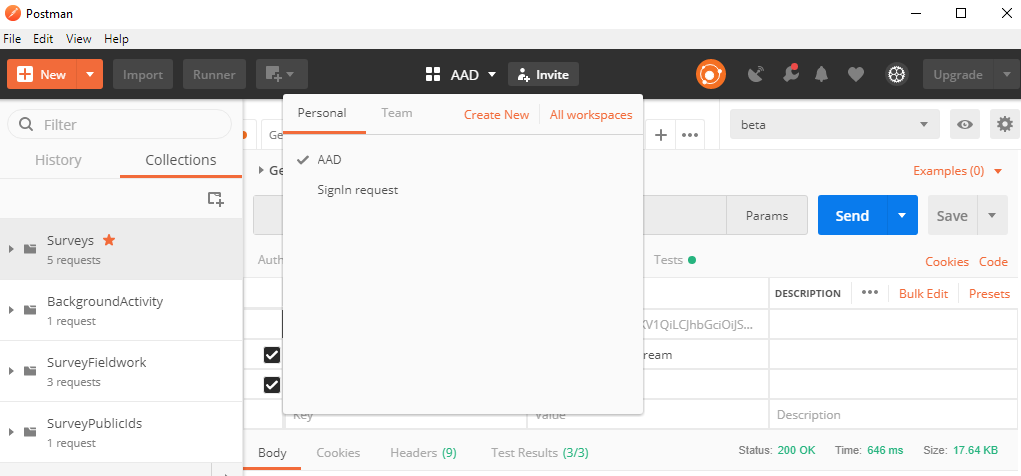 Postman
File Edit View Help
New Import Runner AAD Invite Upgrade
Filter
History Collections
Surveys
5 requests
BackgroundActivity
1 request
SurveyFieldwork
3 requests
SurveyPublicIds
1 request
Personal Team Create New All workspaces
AAD
SignIn request
Ge
beta
Ge
Examples (0)
Params Send Save
Auth
Tests
Cookies Code
DESCRIPTION Bulk Edit Presets
XV1QiLCJhbGciOiJS...
ream
Key Value Description
Body Cookies Headers (9) Test Results (3/3) Status: 200 OK Time: 646 ms Size: 17.64 KB